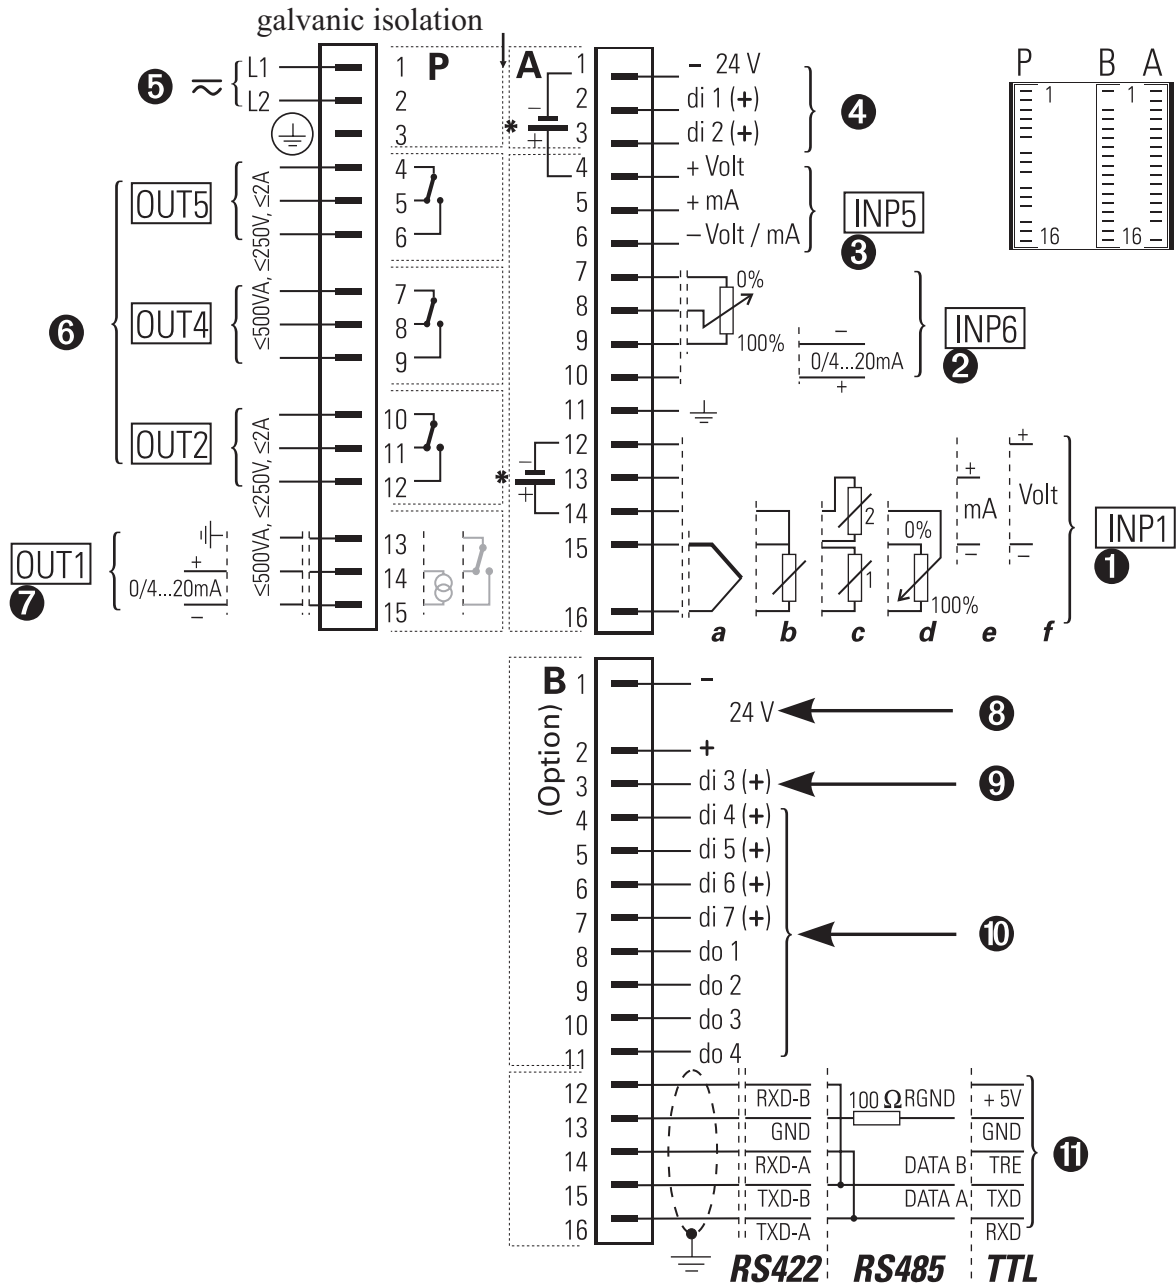 galvanic isolation
5 L1 1 P A 1 – 24 V P B A
L2 2 2 di 1 (+) 4 1 1
3 * – + 3 di 2 (+)
4 4 + Volt
OUT5 ≤250V, ≤2A 5 5 + mA INP5
6 6 – Volt / mA 3 16 16
7 7 0%
6 OUT4 ≤500VA, 8 8 INP6
9 9 100% – 0/4...20mA + 2
10
10 11
OUT2 ≤250V, ≤2A 11 12 +
12 * – + 13 + mA Volt
14 2 0% INP1
OUT1 + ≤500VA, 13 15 1
7 0/4...20mA 14 – –
– 15 16 100%
a b c d e f
B 1 –
(Option) 24 V 8
2 +
3 di 3 (+) 9
4 di 4 (+)
5 di 5 (+)
6 di 6 (+)
7 di 7 (+) 10
8 do 1
9 do 2
10 do 3
11 do 4
12 RXD-B 100 Ω RGND + 5V
13 GND GND 11
14 RXD-A DATA B TRE
15 TXD-B DATA A TXD
16 TXD-A RXD
RS422 RS485 TTL